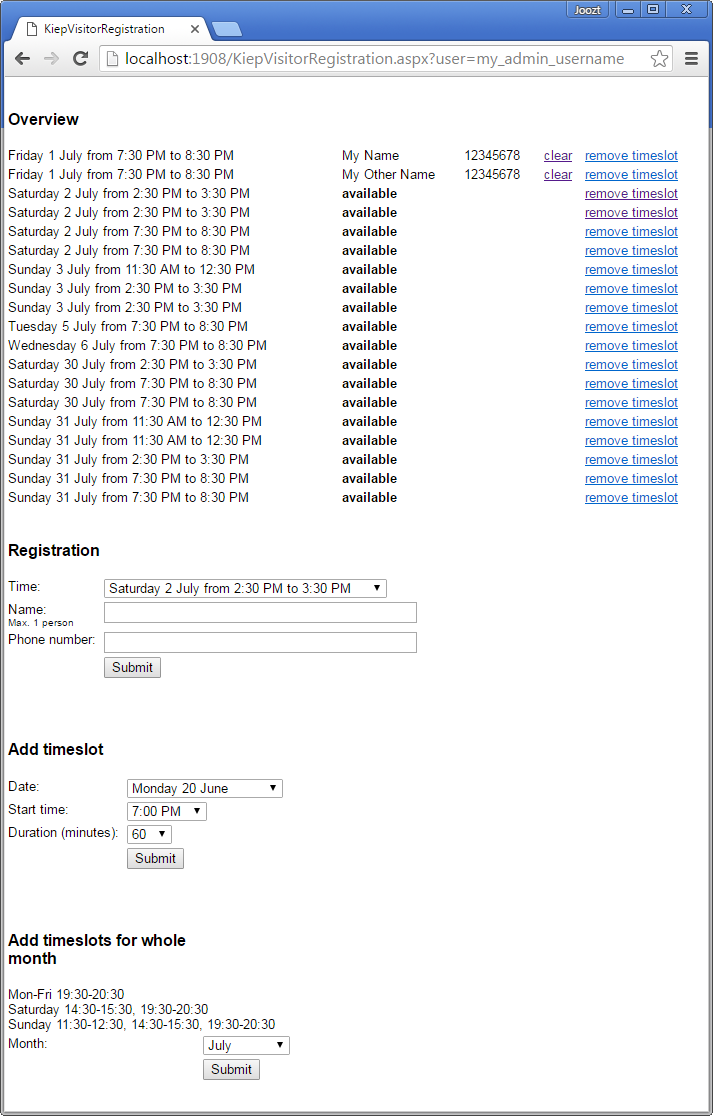 Joozt
KiepVisitorRegistration
localhost:1908/KiepVisitorRegistration.aspx?user=my_admin_username
Overview
Friday 1 July from 7:30 PM to 8:30 PM My Name 12345678 clear remove timeslot
Friday 1 July from 7:30 PM to 8:30 PM My Other Name 12345678 clear remove timeslot
Saturday 2 July from 2:30 PM to 3:30 PM available remove timeslot
Saturday 2 July from 2:30 PM to 3:30 PM available remove timeslot
Saturday 2 July from 7:30 PM to 8:30 PM available remove timeslot
Saturday 2 July from 7:30 PM to 8:30 PM available remove timeslot
Sunday 3 July from 11:30 AM to 12:30 PM available remove timeslot
Sunday 3 July from 2:30 PM to 3:30 PM available remove timeslot
Sunday 3 July from 2:30 PM to 3:30 PM available remove timeslot
Tuesday 5 July from 7:30 PM to 8:30 PM available remove timeslot
Wednesday 6 July from 7:30 PM to 8:30 PM available remove timeslot
Saturday 30 July from 2:30 PM to 3:30 PM available remove timeslot
Saturday 30 July from 7:30 PM to 8:30 PM available remove timeslot
Saturday 30 July from 7:30 PM to 8:30 PM available remove timeslot
Sunday 31 July from 11:30 AM to 12:30 PM available remove timeslot
Sunday 31 July from 11:30 AM to 12:30 PM available remove timeslot
Sunday 31 July from 2:30 PM to 3:30 PM available remove timeslot
Sunday 31 July from 7:30 PM to 8:30 PM available remove timeslot
Sunday 31 July from 7:30 PM to 8:30 PM available remove timeslot
Registration
Time: Saturday 2 July from 2:30 PM to 3:30 PM
Name:
Max. 1 person
Phone number:
Submit
Add timeslot
Date: Monday 20 June
Start time: 7:00 PM
Duration (minutes): 60
Submit
Add timeslots for whole
month
Mon-Fri 19:30-20:30
Saturday 14:30-15:30, 19:30-20:30
Sunday 11:30-12:30, 14:30-15:30, 19:30-20:30
Month: July
Submit